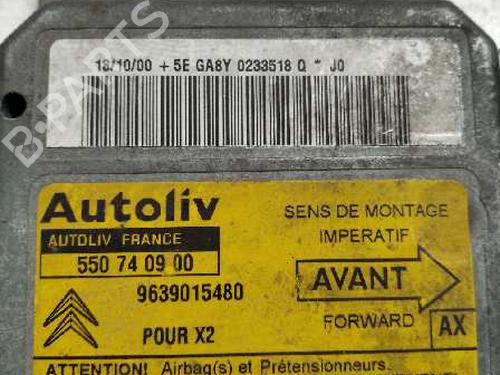 13/10/00 + 5E GA8Y 0233518 Q * J0
B-PARTS
Autoliv
AUTOLIV FRANCE
550 74 09 00
9639015480
POUR X2
SENS DE MONTAGE
IMPERATIF
AVANT
FORWARD
AX
ATTENTION! Airbag(s) et Prétensionneurs